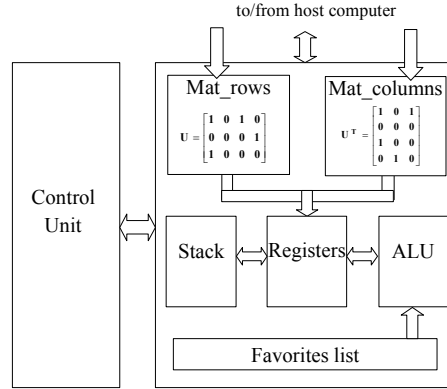 to/from host computer
Mat_rows
Mat_columns
U = [1 0 1 0
0 0 0 1
1 0 0 0]
U^T = [1 0 1
0 0 0
1 0 0
0 1 0]
Control
Unit
Stack
Registers
ALU
Favorites list